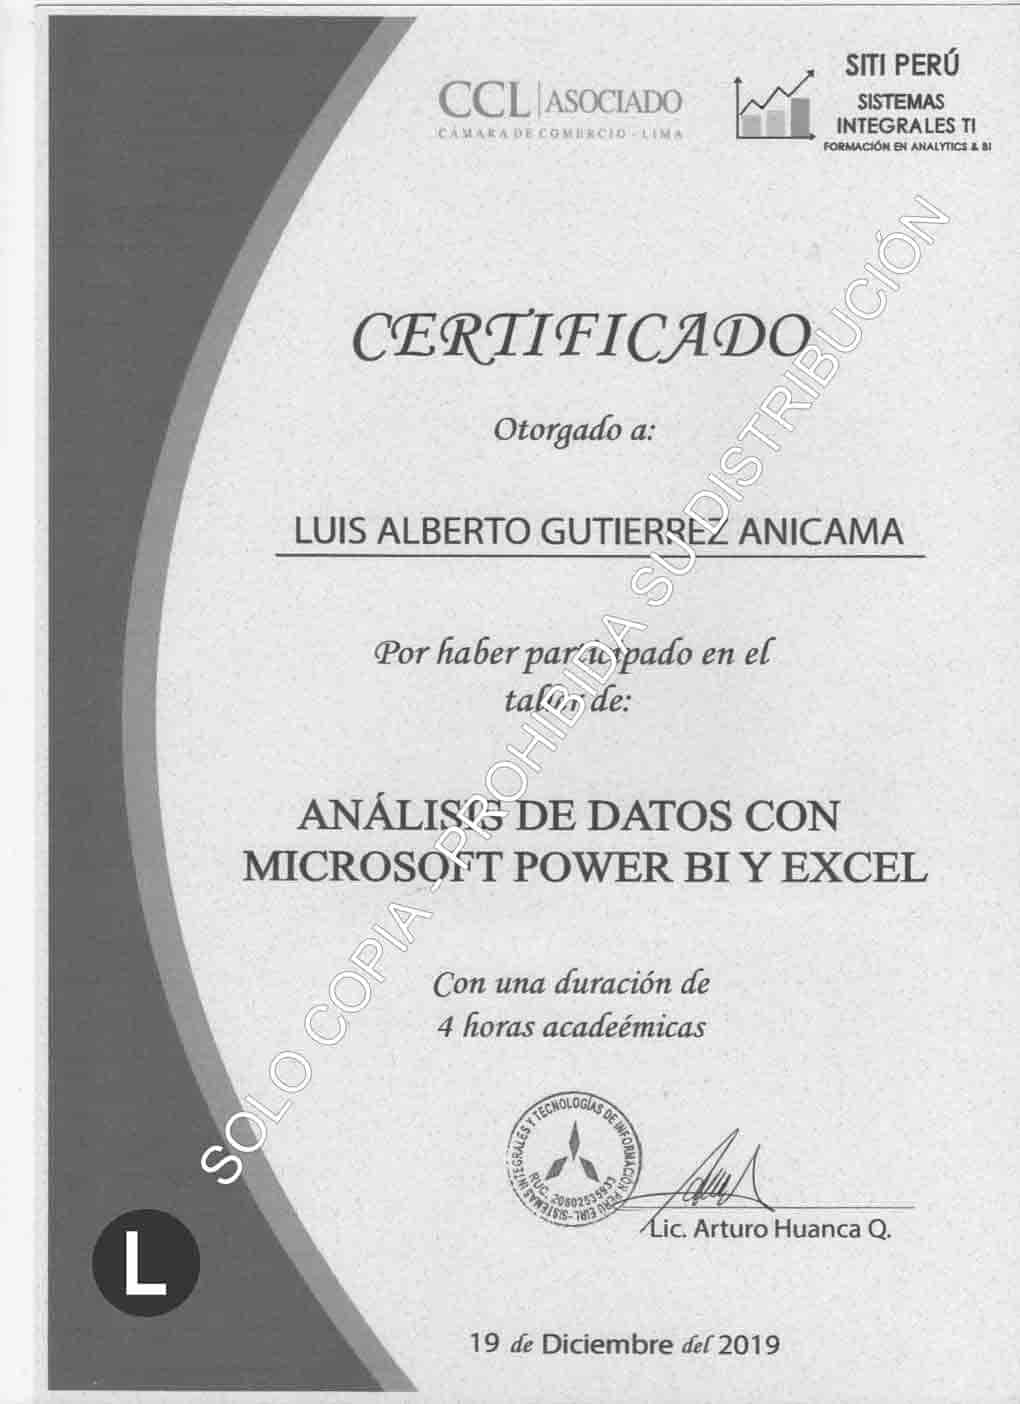 CCL ASOCIADO
CÁMARA DE COMERCIO - LIMA
SITI PERÚ
SISTEMAS
INTEGRALES TI
FORMACIÓN EN ANALYTICS & BI
CERTIFICADO
Otorgado a:
LUIS ALBERTO GUTIERREZ ANICAMA
Por haber participado en el
taller de:
ANÁLISIS DE DATOS CON
MICROSOFT POWER BI Y EXCEL
Con una duración de
4 horas acadeémicas
SISTEMAS INTEGRALES Y TECNOLOGÍAS DE INFORMACIÓN PERU EIRL-SISTI-
RUC. 20602535933
Lic. Arturo Huanca Q.
L
19 de Diciembre del 2019
SOLO COPIA - PROHIBIDA SU DISTRIBUCIÓN